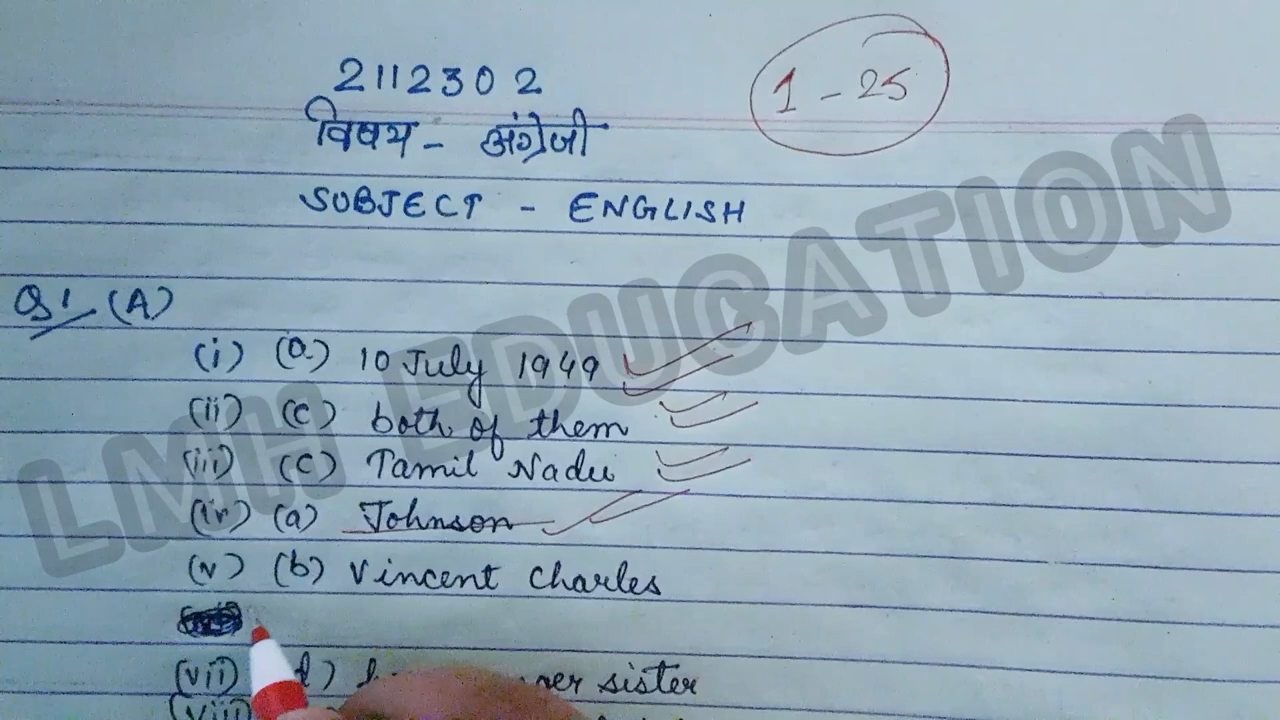 2112302
1 - 25
विषय - अंग्रेजी
SUBJECT - ENGLISH
Q1 (A)
(i) (a) 10 July 1949
(ii) (c) both of them
(iii) (c) Tamil Nadu
(iv) (a) Johnson
(v) (b) Vincent Charles
(vii) sister
(viii)
LMH EDUCATION